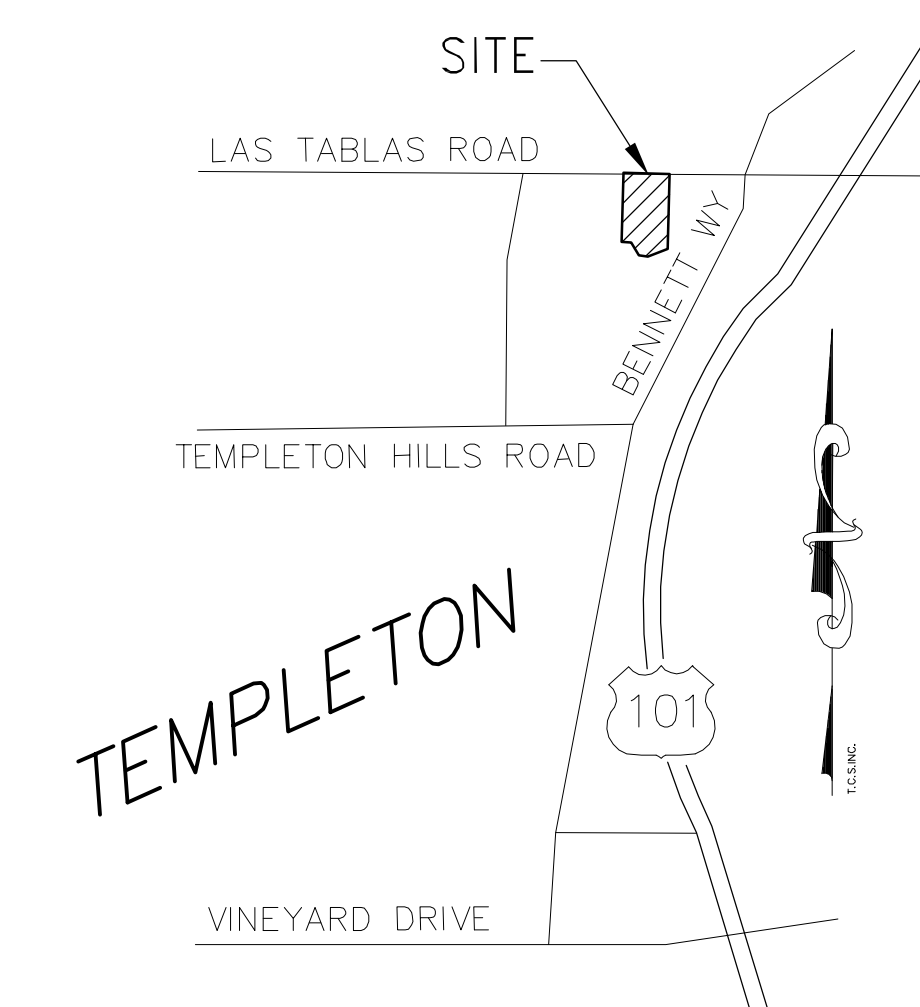 SITE
LAS TABLAS ROAD
BENNETT WY
TEMPLETON HILLS ROAD
TEMPLETON
101
T.C.S.INC.
VINEYARD DRIVE